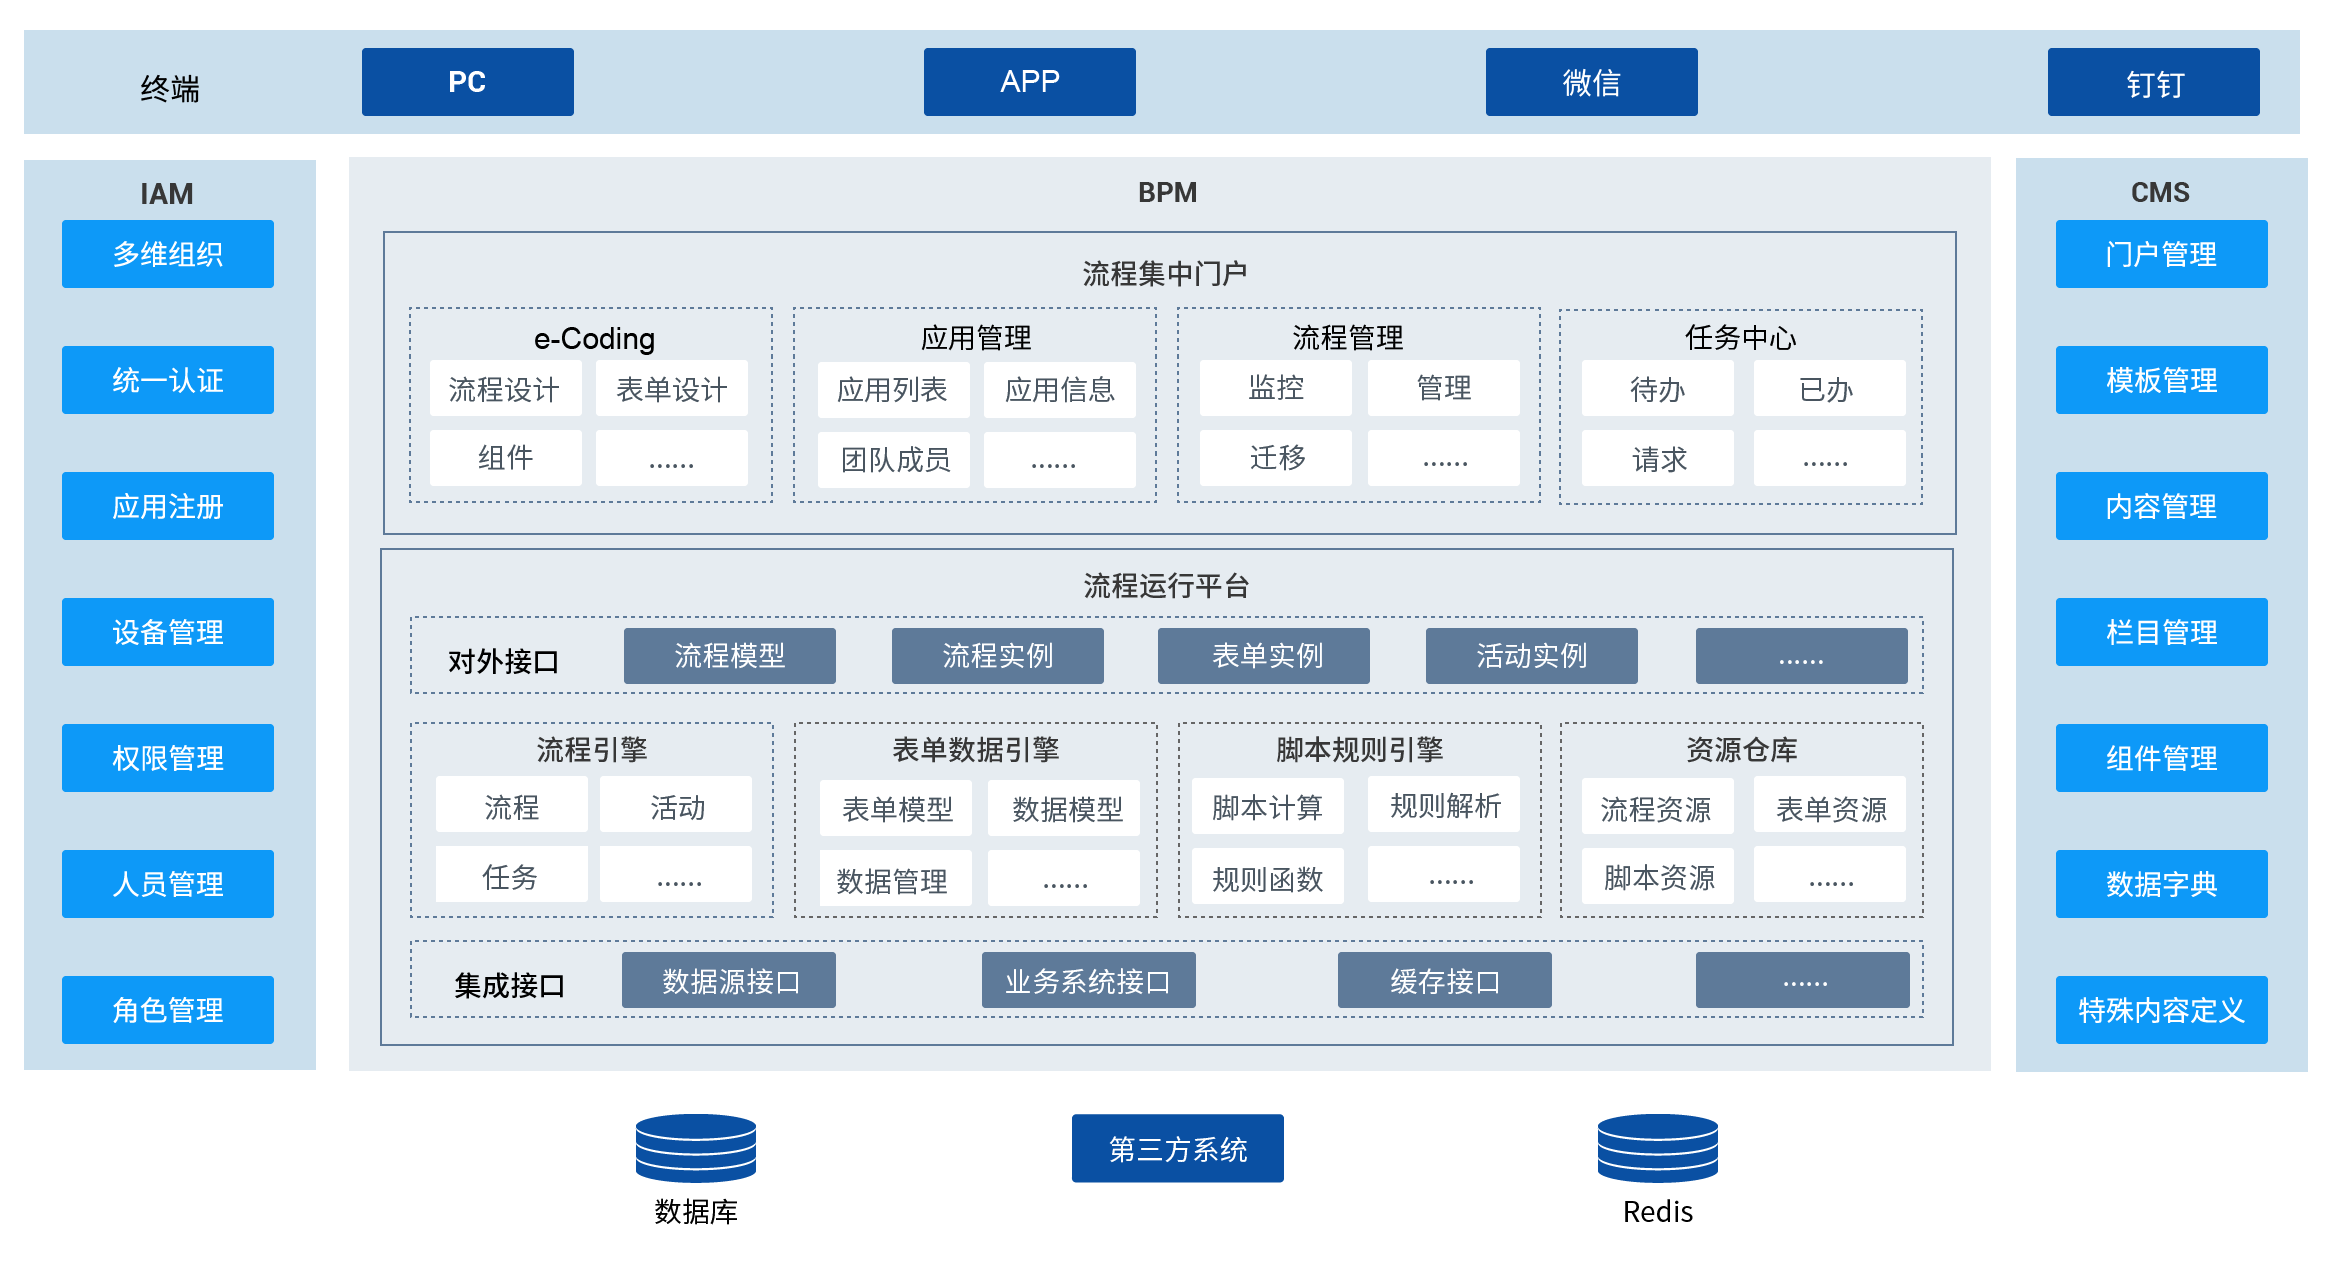 终端
PC
APP
微信
钉钉
IAM
多维组织
统一认证
应用注册
设备管理
权限管理
人员管理
角色管理
BPM
流程集中门户
e-Coding
流程设计
表单设计
组件
......
应用管理
应用列表
应用信息
团队成员
......
流程管理
监控
管理
迁移
......
任务中心
待办
已办
请求
......
流程运行平台
对外接口
流程模型
流程实例
表单实例
活动实例
......
流程引擎
流程
活动
任务
......
表单数据引擎
表单模型
数据模型
数据管理
......
脚本规则引擎
脚本计算
规则解析
规则函数
......
资源仓库
流程资源
表单资源
脚本资源
......
集成接口
数据源接口
业务系统接口
缓存接口
......
CMS
门户管理
模板管理
内容管理
栏目管理
组件管理
数据字典
特殊内容定义
数据库
第三方系统
Redis